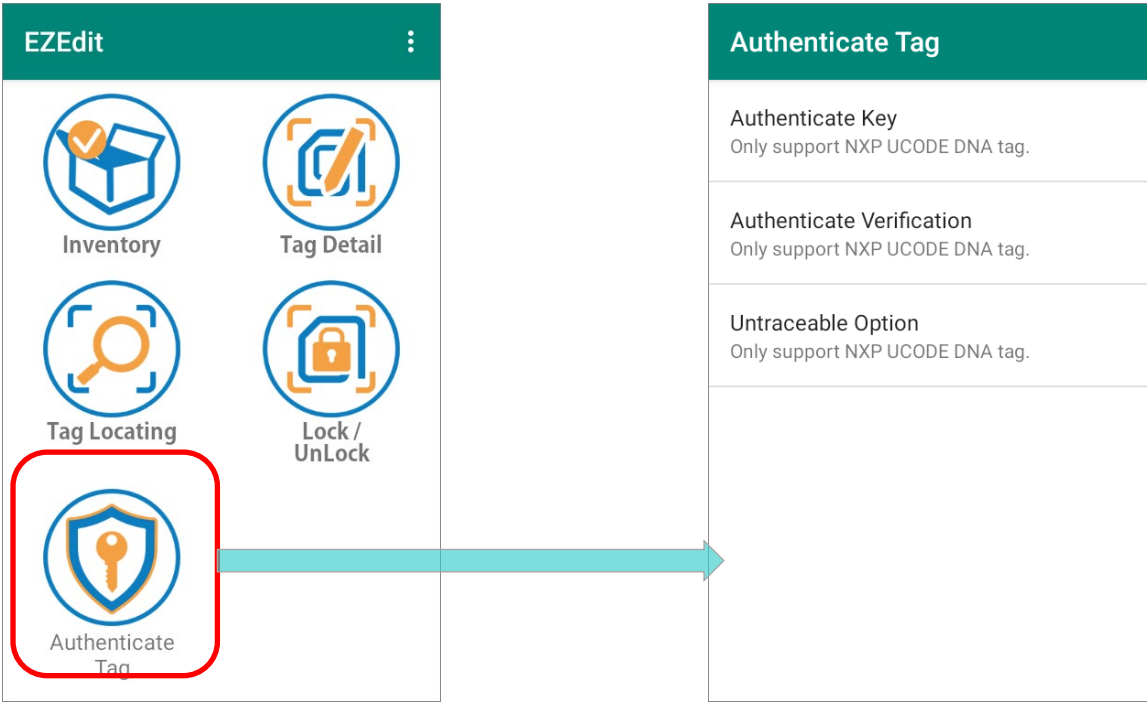 EZEdit
Inventory
Tag Detail
Tag Locating
Lock /
UnLock
Authenticate
Tag
Authenticate Tag
Authenticate Key
Only support NXP UCODE DNA tag.
Authenticate Verification
Only support NXP UCODE DNA tag.
Untraceable Option
Only support NXP UCODE DNA tag.